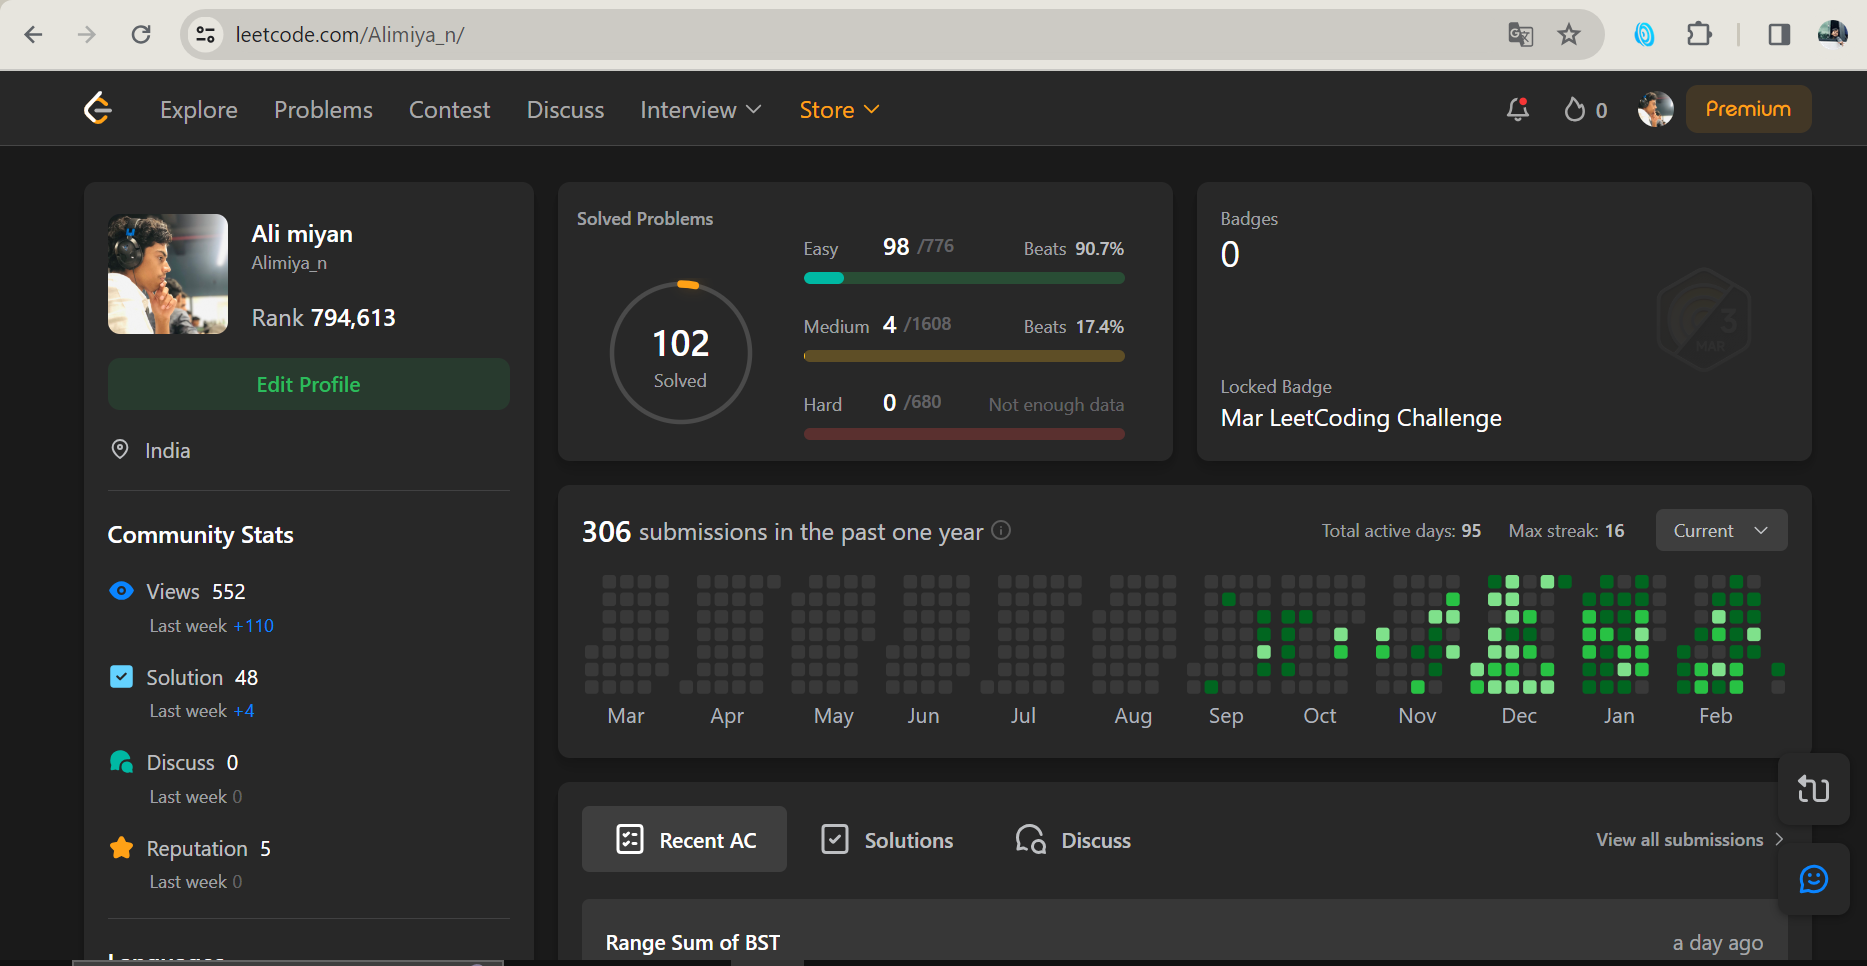 leetcode.com/Alimiya_n/
Explore Problems Contest Discuss Interview Store 0 Premium
Ali miyan
Alimiya_n
Rank 794,613
Edit Profile
India
Community Stats
Views 552
Last week +110
Solution 48
Last week +4
Discuss 0
Last week 0
Reputation 5
Last week 0
Languages
Solved Problems
102
Solved
Easy 98 /776 Beats 90.7%
Medium 4 /1608 Beats 17.4%
Hard 0 /680 Not enough data
Badges
0
3
MAR
Locked Badge
Mar LeetCoding Challenge
306 submissions in the past one year Total active days: 95 Max streak: 16 Current
Mar Apr May Jun Jul Aug Sep Oct Nov Dec Jan Feb
Recent AC Solutions Discuss View all submissions
Range Sum of BST a day ago